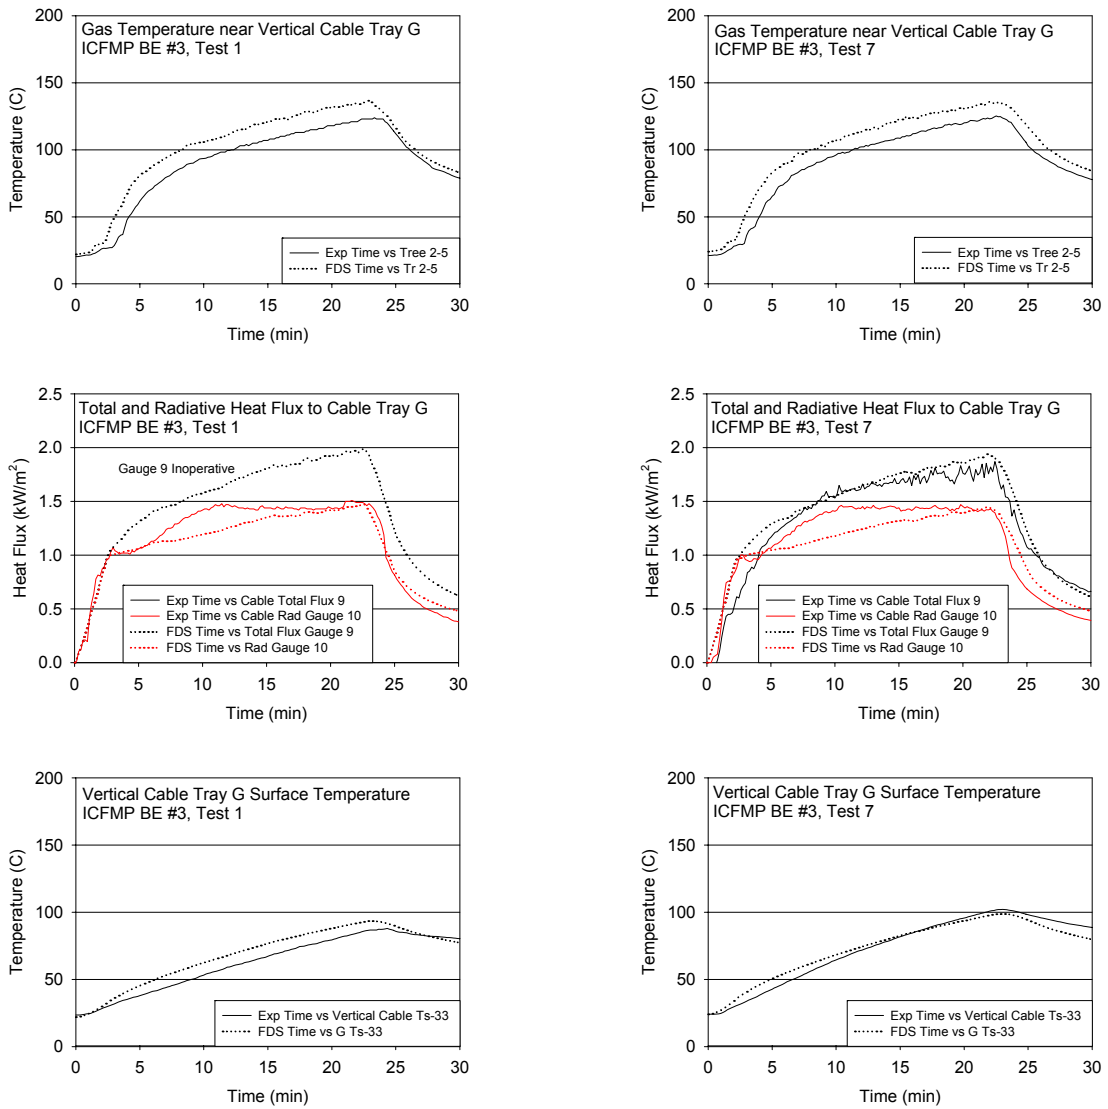 Gas Temperature near Vertical Cable Tray G
ICFMP BE #3, Test 1
Temperature (C)
200
150
100
50
0
Exp Time vs Tree 2-5
FDS Time vs Tr 2-5
0 5 10 15 20 25 30
Time (min)
Gas Temperature near Vertical Cable Tray G
ICFMP BE #3, Test 7
Temperature (C)
200
150
100
50
0
Exp Time vs Tree 2-5
FDS Time vs Tr 2-5
0 5 10 15 20 25 30
Time (min)
Total and Radiative Heat Flux to Cable Tray G
ICFMP BE #3, Test 1
Gauge 9 Inoperative
Heat Flux (kW/m²)
2.5
2.0
1.5
1.0
0.5
0.0
Exp Time vs Cable Total Flux 9
Exp Time vs Cable Rad Gauge 10
FDS Time vs Total Flux Gauge 9
FDS Time vs Rad Gauge 10
0 5 10 15 20 25 30
Time (min)
Total and Radiative Heat Flux to Cable Tray G
ICFMP BE #3, Test 7
Heat Flux (kW/m²)
2.5
2.0
1.5
1.0
0.5
0.0
Exp Time vs Cable Total Flux 9
Exp Time vs Cable Rad Gauge 10
FDS Time vs Total Flux Gauge 9
FDS Time vs Rad Gauge 10
0 5 10 15 20 25 30
Time (min)
Vertical Cable Tray G Surface Temperature
ICFMP BE #3, Test 1
Temperature (C)
200
150
100
50
0
Exp Time vs Vertical Cable Ts-33
FDS Time vs G Ts-33
0 5 10 15 20 25 30
Time (min)
Vertical Cable Tray G Surface Temperature
ICFMP BE #3, Test 7
Temperature (C)
200
150
100
50
0
Exp Time vs Vertical Cable Ts-33
FDS Time vs G Ts-33
0 5 10 15 20 25 30
Time (min)